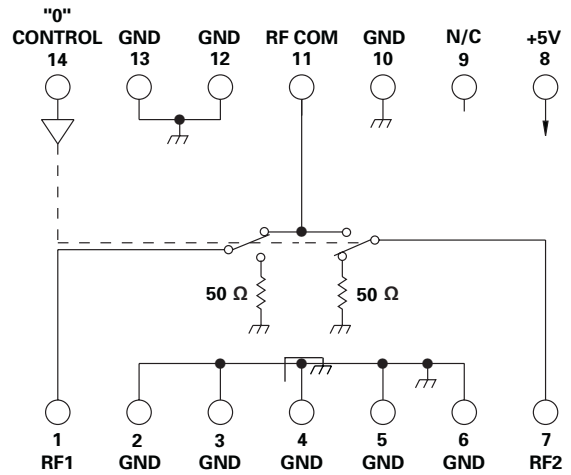 "0"
CONTROL GND GND RF COM GND N/C +5V
14 13 12 11 10 9 8
50 Ω 50 Ω
1 2 3 4 5 6 7
RF1 GND GND GND GND GND RF2